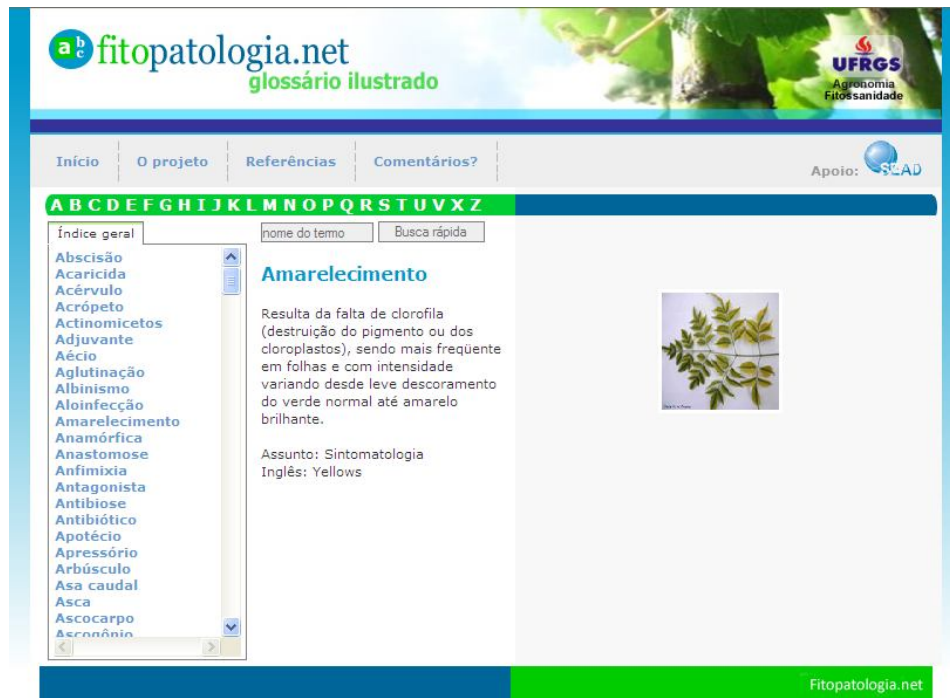 abc fitopatologia.net
glossário ilustrado
UFRGS
Agronomia
Fitossanidade
Início
O projeto
Referências
Comentários?
Apoio: SEAD
A B C D E F G H I J K L M N O P Q R S T U V X Z
Índice geral
nome do termo
Busca rápida
Abscisão
Acaricida
Acérvulo
Acrópeto
Actinomicetos
Adjuvante
Aécio
Aglutinação
Albinismo
Aloinfecção
Amarelecimento
Anamórfica
Anastomose
Anfimixia
Antagonista
Antibiose
Antibiótico
Apotécio
Apressório
Arbúsculo
Asa caudal
Asca
Ascocarpo
Ascogônio
Amarelecimento
Resulta da falta de clorofila
(destruição do pigmento ou dos
cloroplastos), sendo mais freqüente
em folhas e com intensidade
variando desde leve descoramento
do verde normal até amarelo
brilhante.
Assunto: Sintomatologia
Inglês: Yellows
Fitopatologia.net